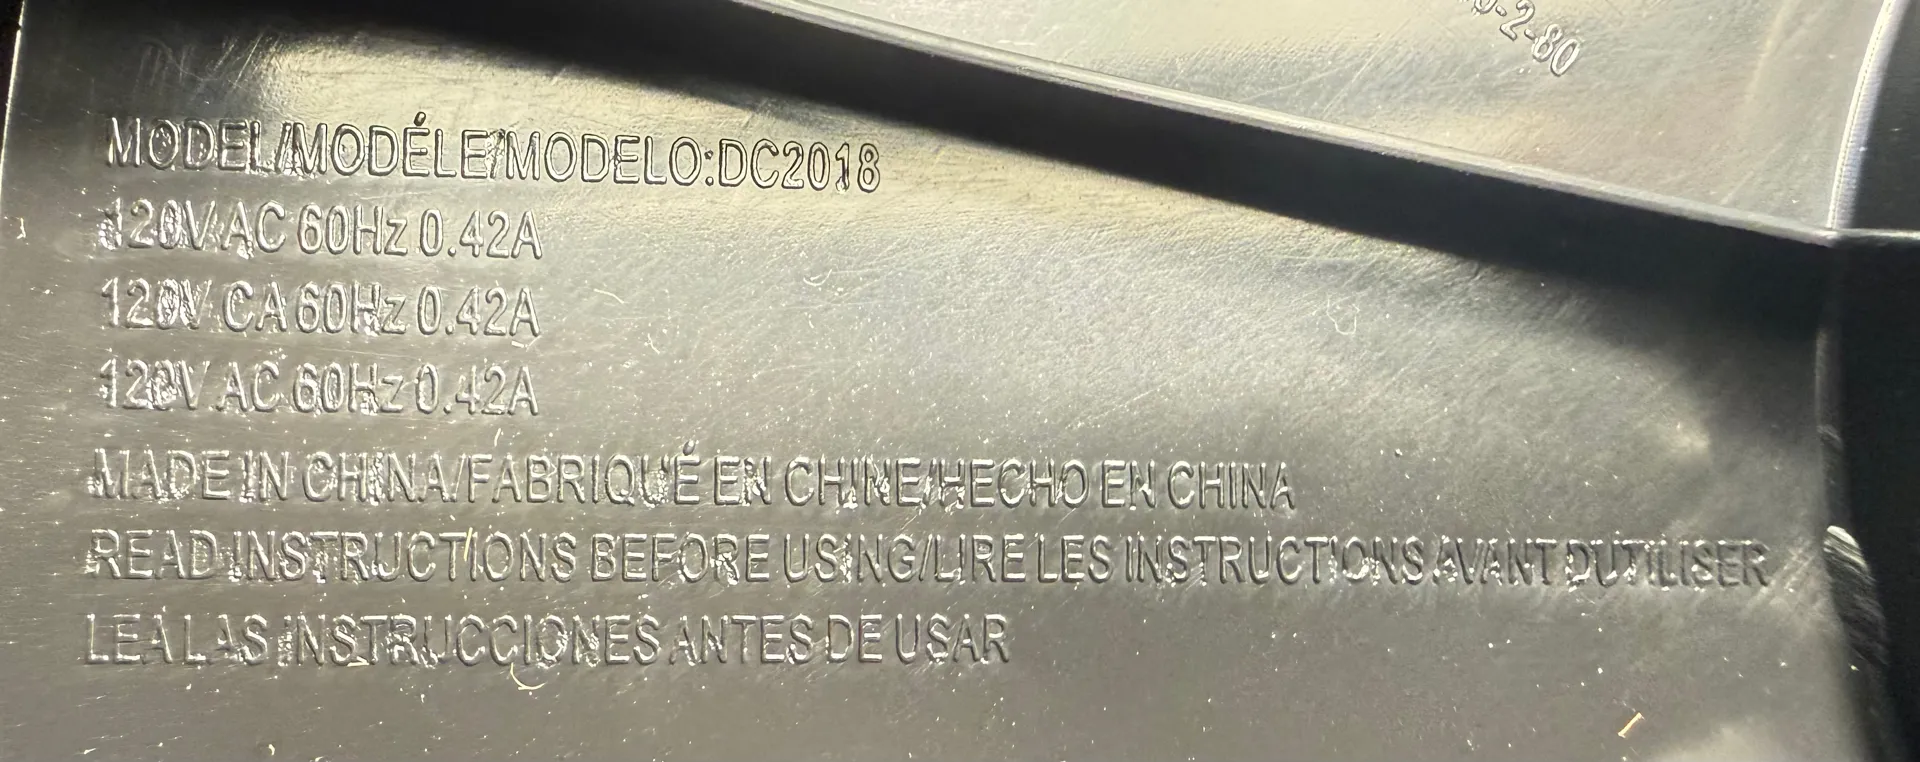 -2-80
MODEL/MODÉLE/MODELO:DC2018
120V AC 60Hz 0.42A
120V CA 60Hz 0.42A
120V AC 60Hz 0.42A
MADE IN CHINA/FABRIQUÉ EN CHINE/HECHO EN CHINA
READ INSTRUCTIONS BEFORE USING/LIRE LES INSTRUCTIONS AVANT DUTILISER
LEA LAS INSTRUCCIONES ANTES DE USAR